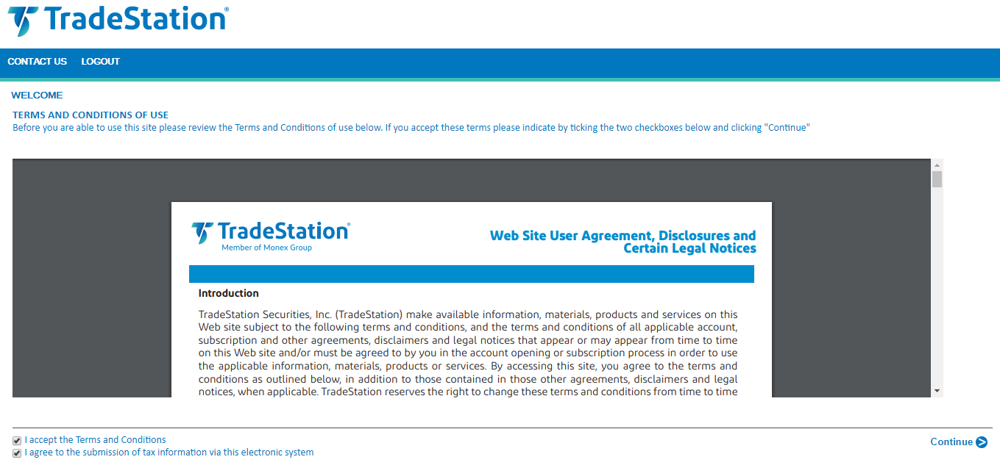 TradeStation®
CONTACT US LOGOUT
WELCOME
TERMS AND CONDITIONS OF USE
Before you are able to use this site please review the Terms and Conditions of use below. If you accept these terms please indicate by ticking the two checkboxes below and clicking "Continue"
TradeStation®
Member of Monex Group
Web Site User Agreement, Disclosures and
Certain Legal Notices
Introduction
TradeStation Securities, Inc. (TradeStation) make available information, materials, products and services on this
Web site subject to the following terms and conditions, and the terms and conditions of all applicable account,
subscription and other agreements, disclaimers and legal notices that appear or may appear from time to time
on this Web site and/or must be agreed to by you in the account opening or subscription process in order to use
the applicable information, materials, products or services. By accessing this site, you agree to the terms and
conditions as outlined below, in addition to those contained in those other agreements, disclaimers and legal
notices, when applicable. TradeStation reserves the right to change these terms and conditions from time to time
I accept the Terms and Conditions
I agree to the submission of tax information via this electronic system
Continue